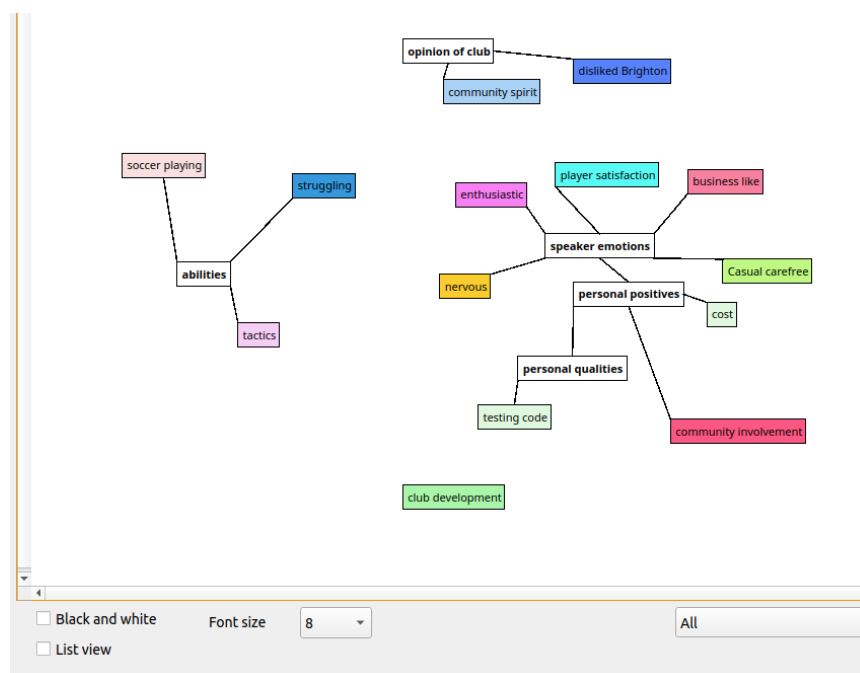 opinion of club
disliked Brighton
community spirit
soccer playing
struggling
enthusiastic
player satisfaction
business like
speaker emotions
abilities
nervous
Casual carefree
personal positives
cost
tactics
personal qualities
testing code
community involvement
club development
Black and white
Font size
8
All
List view